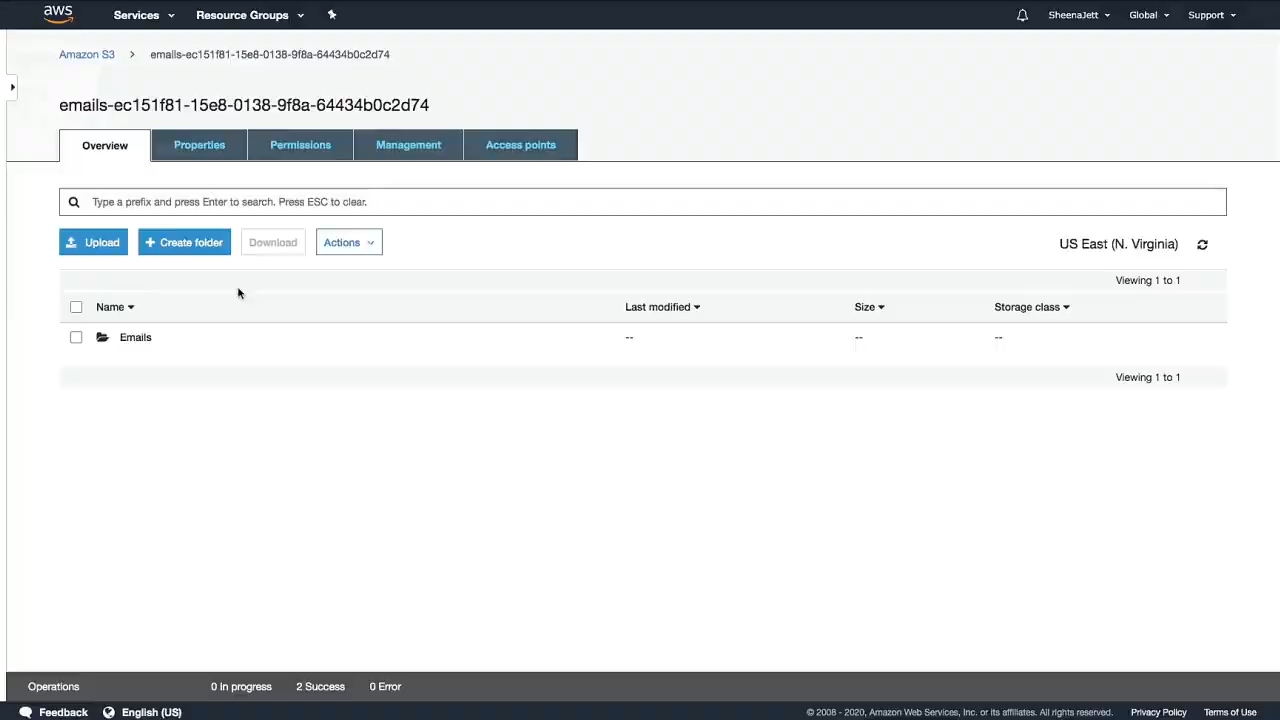 aws Services Resource Groups SheenaJett Global Support
Amazon S3 > emails-ec151f81-15e8-0138-9f8a-64434b0c2d74
emails-ec151f81-15e8-0138-9f8a-64434b0c2d74
Overview Properties Permissions Management Access points
Type a prefix and press Enter to search. Press ESC to clear.
Upload + Create folder Download Actions US East (N. Virginia)
Viewing 1 to 1
Name Last modified Size Storage class
Emails -- -- --
Viewing 1 to 1
Operations 0 In progress 2 Success 0 Error
Feedback English (US) © 2008 - 2020, Amazon Web Services, Inc. or its affiliates. All rights reserved. Privacy Policy Terms of Use